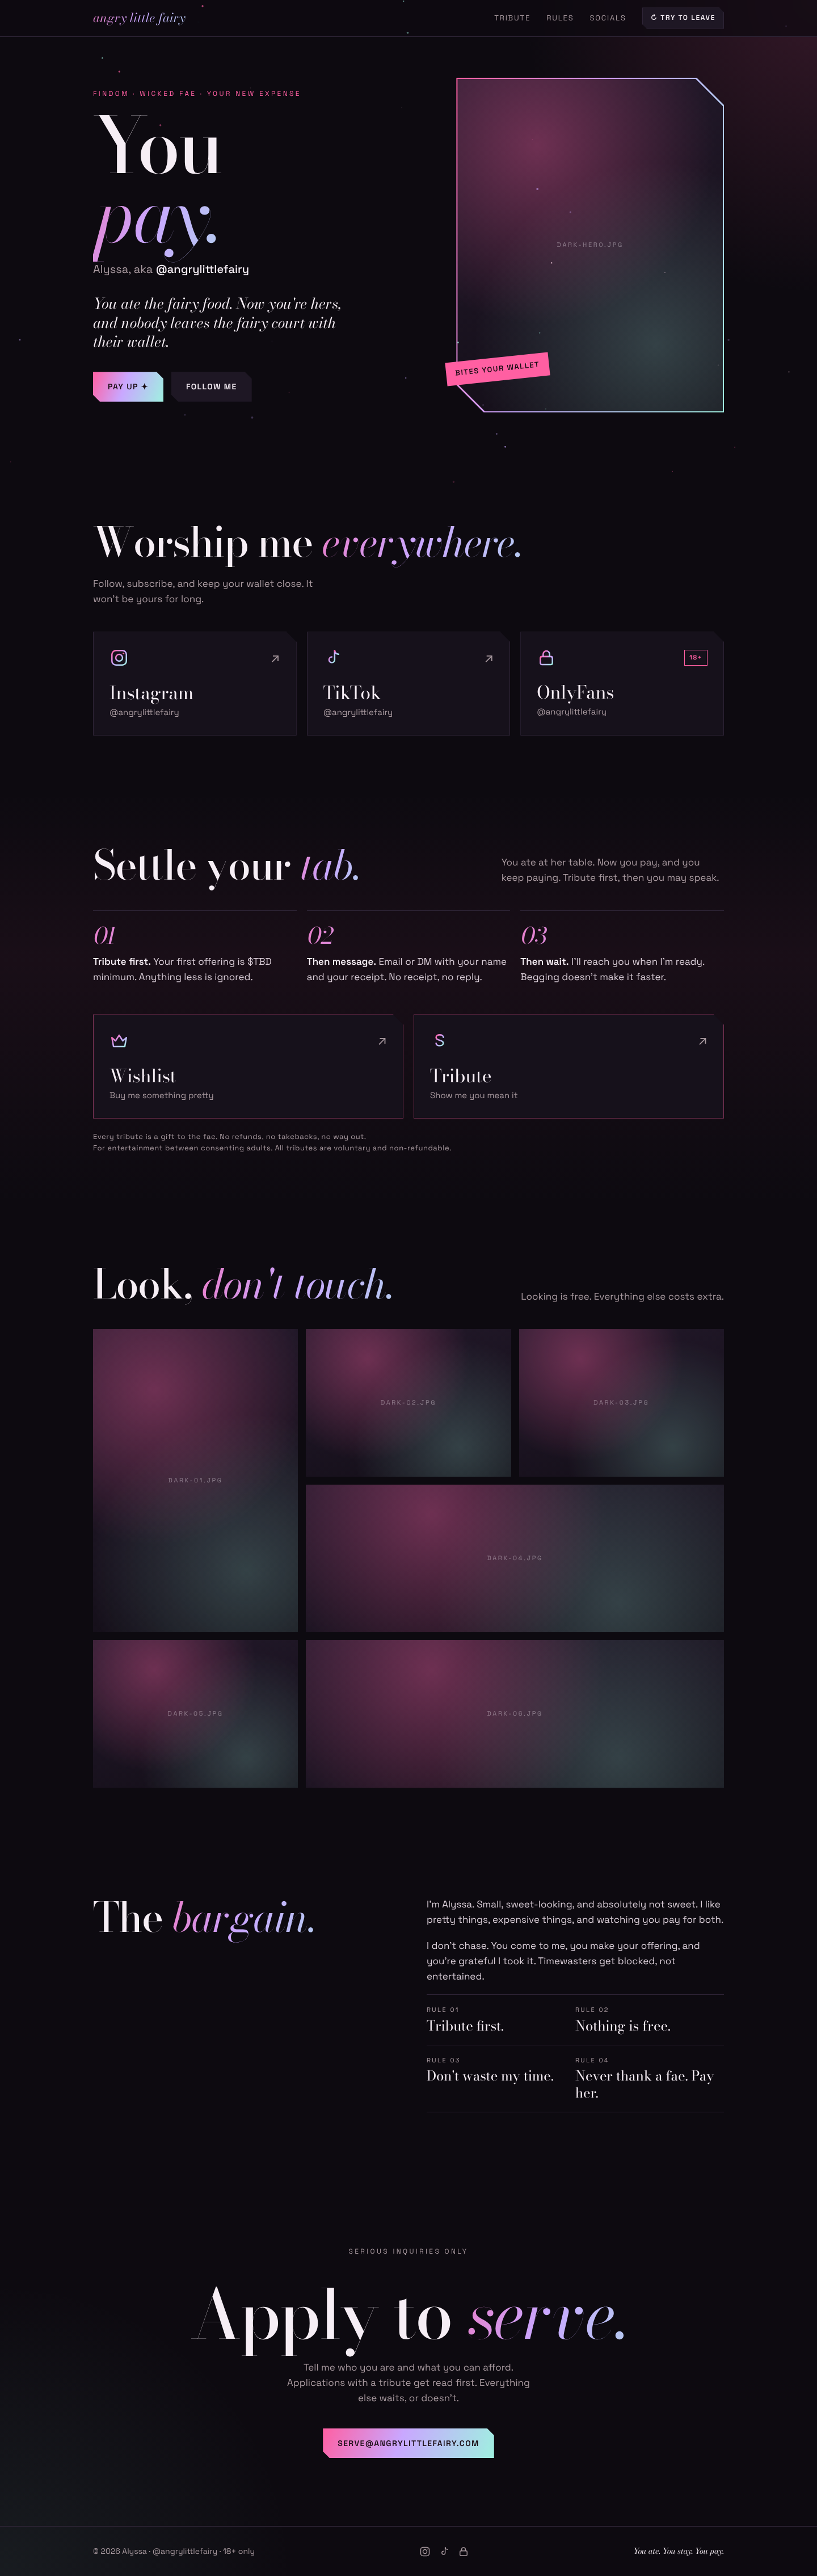 angry little fairy
TRIBUTE RULES SOCIALS ↻ TRY TO LEAVE
FINDOM · WICKED FAE · YOUR NEW EXPENSE
You
pay.
Alyssa, aka @angrylittlefairy
You ate the fairy food. Now you're hers,
and nobody leaves the fairy court with
their wallet.
PAY UP ✦ FOLLOW ME
DARK-HERO.JPG
BITES YOUR WALLET
Worship me everywhere.
Follow, subscribe, and keep your wallet close. It
won't be yours for long.
Instagram
@angrylittlefairy
TikTok
@angrylittlefairy
18+
OnlyFans
@angrylittlefairy
Settle your tab.
You ate at her table. Now you pay, and you
keep paying. Tribute first, then you may speak.
01
Tribute first. Your first offering is $TBD
minimum. Anything less is ignored.
02
Then message. Email or DM with your name
and your receipt. No receipt, no reply.
03
Then wait. I'll reach you when I'm ready.
Begging doesn't make it faster.
Wishlist
Buy me something pretty
S
Tribute
Show me you mean it
Every tribute is a gift to the fae. No refunds, no takebacks, no way out.
For entertainment between consenting adults. All tributes are voluntary and non-refundable.
Look, don't touch.
Looking is free. Everything else costs extra.
DARK-01.JPG
DARK-02.JPG
DARK-03.JPG
DARK-04.JPG
DARK-05.JPG
DARK-06.JPG
The bargain.
I'm Alyssa. Small, sweet-looking, and absolutely not sweet. I like
pretty things, expensive things, and watching you pay for both.
I don't chase. You come to me, you make your offering, and
you're grateful I took it. Timewasters get blocked, not
entertained.
RULE 01
Tribute first.
RULE 02
Nothing is free.
RULE 03
Don't waste my time.
RULE 04
Never thank a fae. Pay
her.
SERIOUS INQUIRIES ONLY
Apply to serve.
Tell me who you are and what you can afford.
Applications with a tribute get read first. Everything
else waits, or doesn't.
SERVE@ANGRYLITTLEFAIRY.COM
© 2026 Alyssa · @angrylittlefairy · 18+ only
You ate. You stay. You pay.